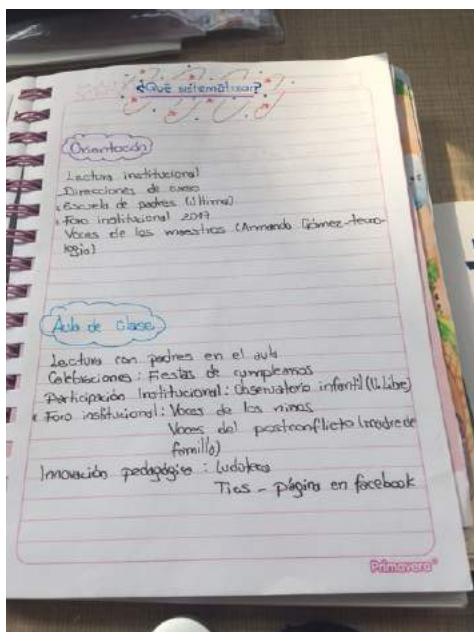 ¿Qué sistematizar?
Orientación
Lectura institucional
Direcciones de curso
Escuela de padres (última)
Foro institucional 2017
Voces de los maestros (Armando Gómez-tecno-
logia)
Aula de clase
Lectura con padres en el aula
Celebraciones: Fiestas de cumpleaños
Participación Institucional: Observatorio infantil (U. Libre)
Foro institucional: Voces de los niños
Voces del postconflicto (madre de
familia)
Innovación pedagógica: Ludoteca
Tics - página en facebook
Primavera